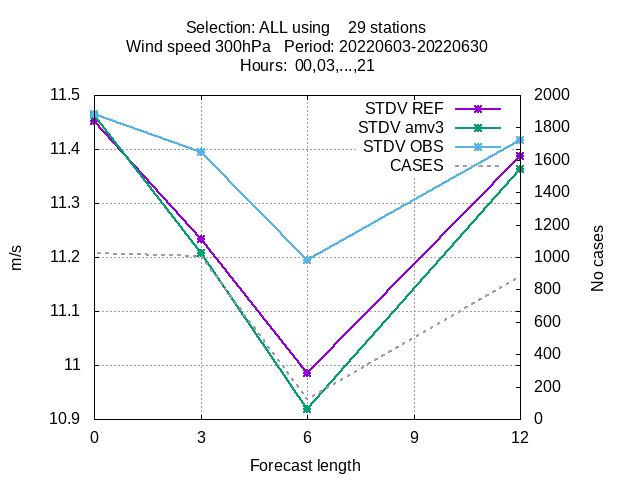 Selection: ALL using    29 stations
Wind speed 300hPa   Period: 20220603-20220630
Hours:  00,03,...,21
STDV REF
STDV amv3
STDV OBS
CASES
11.5
11.4
11.3
11.2
11.1
11
10.9
2000
1800
1600
1400
1200
1000
800
600
400
200
0
m/s
No cases
0 3 6 9 12
Forecast length